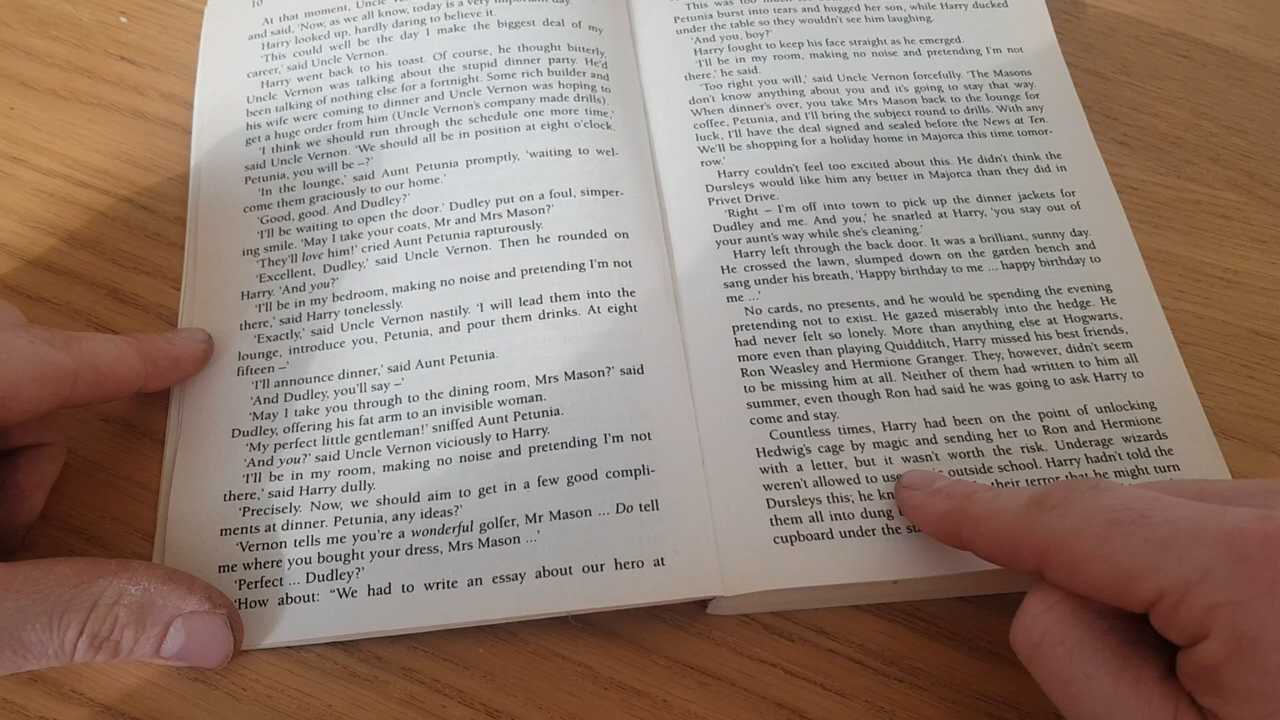 10
At that moment, Uncle
and said, 'Now, as we all know, today is a very important day.'
Harry looked up, hardly daring to believe it.
'This could well be the day I make the biggest deal of my
career,' said Uncle Vernon.
Harry went back to his toast. Of course, he thought bitterly,
Uncle Vernon was talking about the stupid dinner party. He'd
been talking of nothing else for a fortnight. Some rich builder and
his wife were coming to dinner and Uncle Vernon was hoping to
get a huge order from him (Uncle Vernon's company made drills).
'I think we should run through the schedule one more time,'
said Uncle Vernon. 'We should all be in position at eight o'clock.
Petunia, you will be –?'
'In the lounge,' said Aunt Petunia promptly, 'waiting to wel-
come them graciously to our home.'
'Good, good. And Dudley?'
'I'll be waiting to open the door.' Dudley put on a foul, simper-
ing smile. 'May I take your coats, Mr and Mrs Mason?'
'They'll love him!' cried Aunt Petunia rapturously.
'Excellent, Dudley,' said Uncle Vernon. Then he rounded on
Harry. 'And you?'
'I'll be in my bedroom, making no noise and pretending I'm not
there,' said Harry tonelessly.
'Exactly,' said Uncle Vernon nastily. 'I will lead them into the
lounge, introduce you, Petunia, and pour them drinks. At eight
fifteen –'
'I'll announce dinner,' said Aunt Petunia.
'And Dudley, you'll say –'
'May I take you through to the dining room, Mrs Mason?' said
Dudley, offering his fat arm to an invisible woman.
'My perfect little gentleman!' sniffed Aunt Petunia.
'And you?' said Uncle Vernon viciously to Harry.
'I'll be in my room, making no noise and pretending I'm not
there,' said Harry dully.
'Precisely. Now, we should aim to get in a few good compli-
ments at dinner. Petunia, any ideas?'
'Vernon tells me you're a wonderful golfer, Mr Mason ... Do tell
me where you bought your dress, Mrs Mason ...'
'Perfect ... Dudley?'
'How about: "We had to write an essay about our hero at
This was too much
Petunia burst into tears and hugged her son, while Harry ducked
under the table so they wouldn't see him laughing.
'And you, boy?'
Harry fought to keep his face straight as he emerged.
'I'll be in my room, making no noise and pretending I'm not
there,' he said.
'Too right you will,' said Uncle Vernon forcefully. 'The Masons
don't know anything about you and it's going to stay that way.
When dinner's over, you take Mrs Mason back to the lounge for
coffee, Petunia, and I'll bring the subject round to drills. With any
luck, I'll have the deal signed and sealed before the News at Ten.
We'll be shopping for a holiday home in Majorca this time tomor-
row.'
Harry couldn't feel too excited about this. He didn't think the
Dursleys would like him any better in Majorca than they did in
Privet Drive.
'Right – I'm off into town to pick up the dinner jackets for
Dudley and me. And you,' he snarled at Harry, 'you stay out of
your aunt's way while she's cleaning.'
Harry left through the back door. It was a brilliant, sunny day.
He crossed the lawn, slumped down on the garden bench and
sang under his breath, 'Happy birthday to me ... happy birthday to
me ...'
No cards, no presents, and he would be spending the evening
pretending not to exist. He gazed miserably into the hedge. He
had never felt so lonely. More than anything else at Hogwarts,
more even than playing Quidditch, Harry missed his best friends,
Ron Weasley and Hermione Granger. They, however, didn't seem
to be missing him at all. Neither of them had written to him all
summer, even though Ron had said he was going to ask Harry to
come and stay.
Countless times, Harry had been on the point of unlocking
Hedwig's cage by magic and sending her to Ron and Hermione
with a letter, but it wasn't worth the risk. Underage wizards
weren't allowed to use outside school. Harry hadn't told the
Dursleys this; he their terror that he might turn
them all into dung
cupboard under the